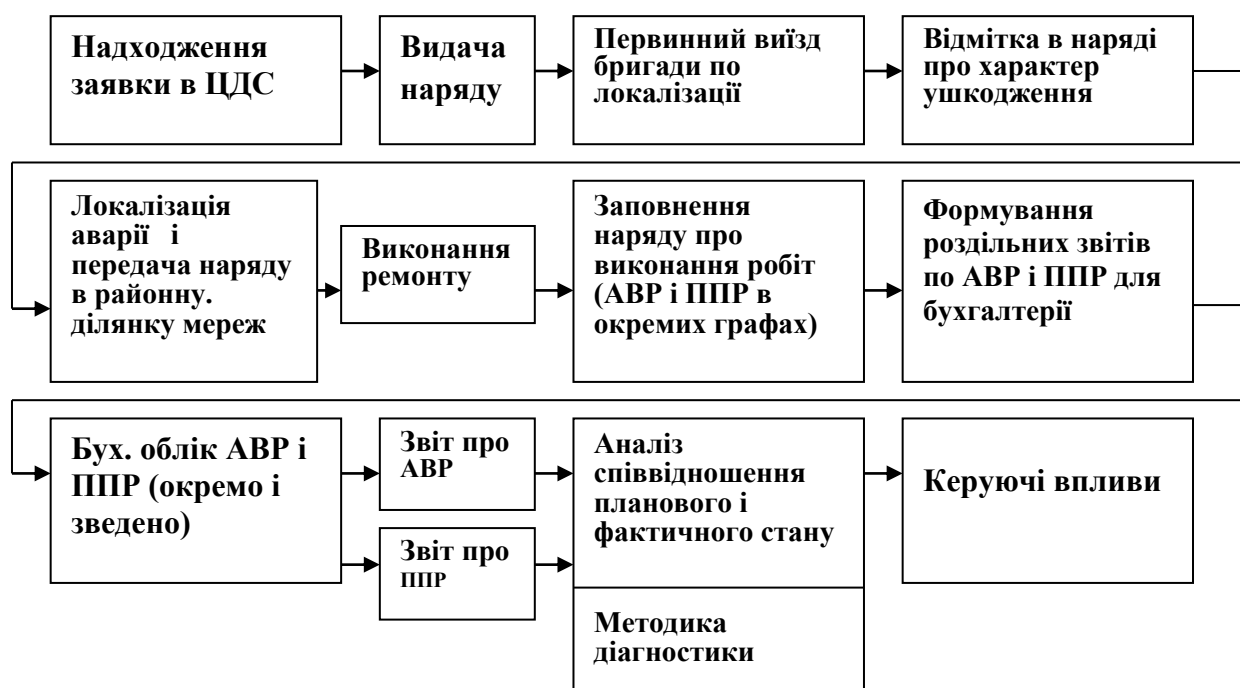 Надходження
заявки в ЦДС
Видача
наряду
Первинний виїзд
бригади по
локалізації
Відмітка в наряді
про характер
ушкодження
Локалізація
аварії і
передача наряду
в районну.
ділянку мереж
Виконання
ремонту
Заповнення
наряду про
виконання робіт
(АВР і ППР в
окремих графах)
Формування
роздільних звітів
по АВР і ППР для
бухгалтерії
Бух. облік АВР і
ППР (окремо і
зведено)
Звіт про
АВР
Звіт про
ППР
Аналіз
співвідношення
планового і
фактичного стану
Методика
діагностики
Керуючі впливи